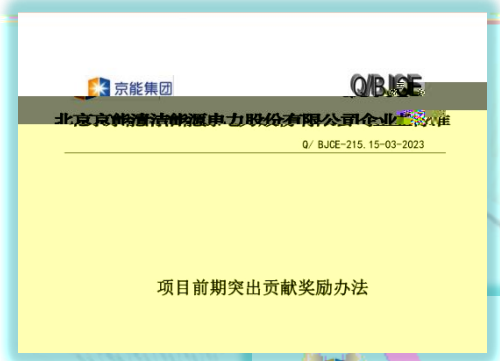 京能集团
Q/BJCE
北京京能清洁能源电力股份有限公司企业标准
Q/ BJCE-215.15-03-2023
项目前期突出贡献奖励办法